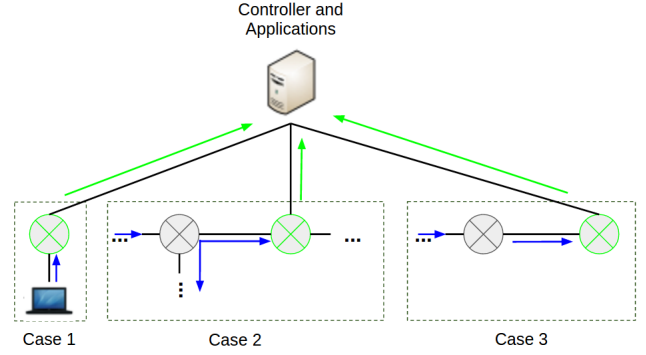 Controller and
Applications
... ... ... ...
...
Case 1 Case 2 Case 3